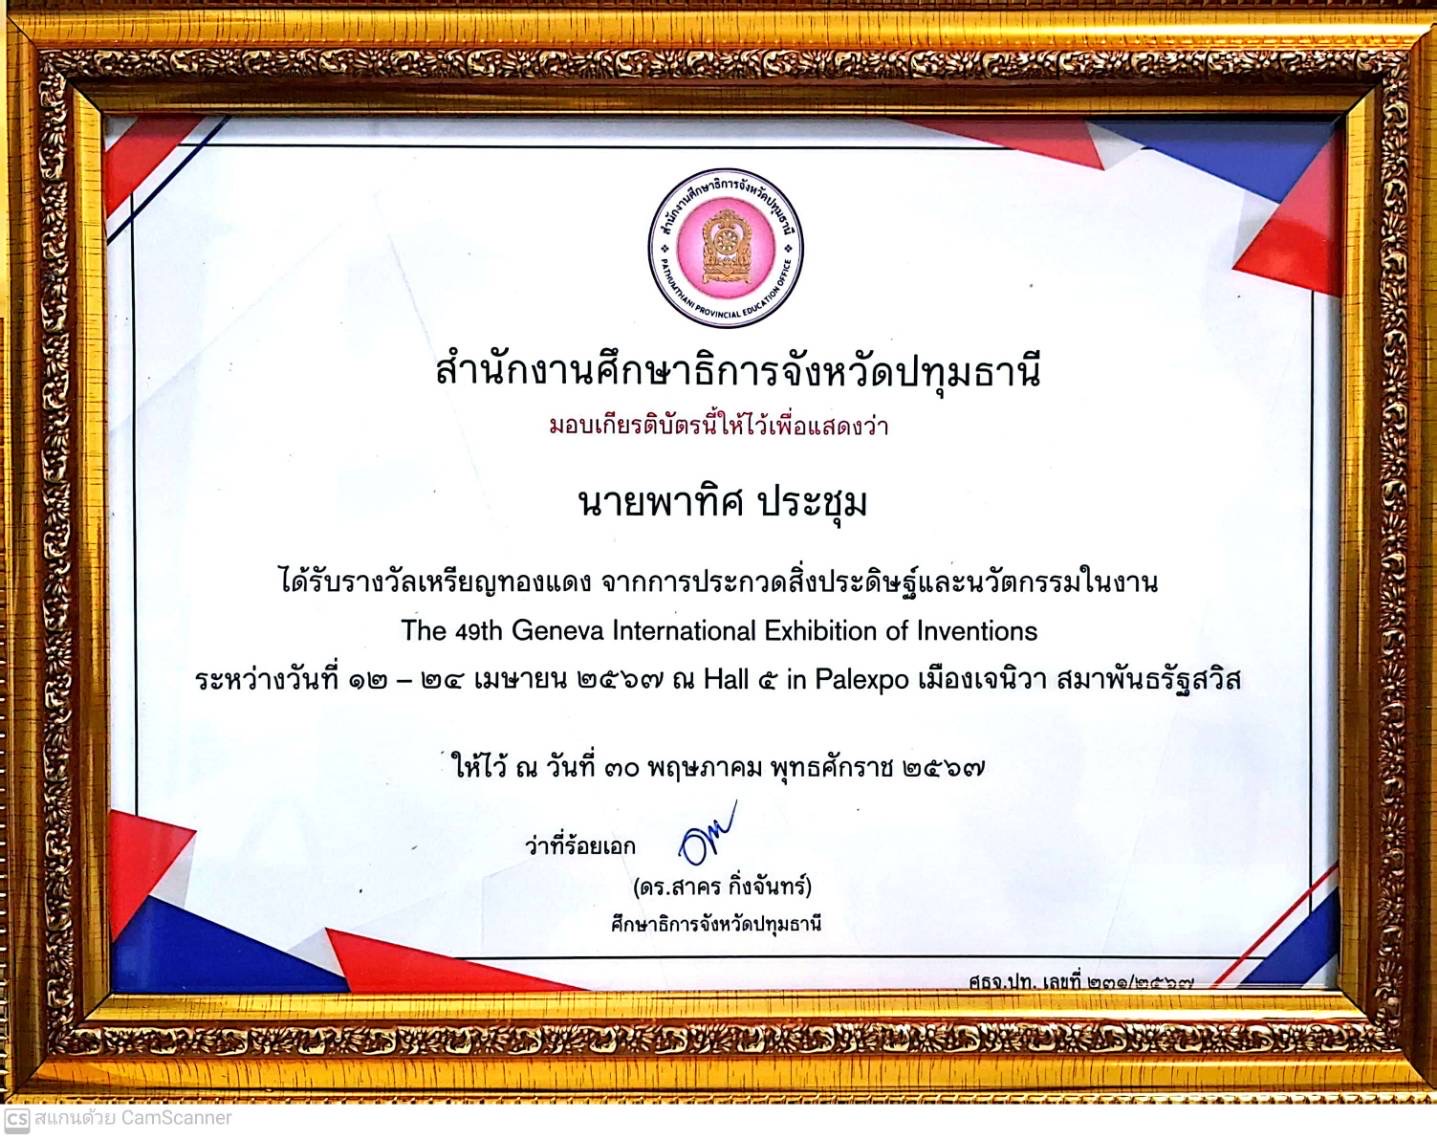 สำนักงานศึกษาธิการจังหวัดปทุมธานี
PATHUMTHANI PROVINCIAL EDUCATION OFFICE
สำนักงานศึกษาธิการจังหวัดปทุมธานี
มอบเกียรติบัตรนี้ให้ไว้เพื่อแสดงว่า
นายพาทิศ ประชุม
ได้รับรางวัลเหรียญทองแดง จากการประกวดสิ่งประดิษฐ์และนวัตกรรมในงาน
The 49th Geneva International Exhibition of Inventions
ระหว่างวันที่ ๑๒ – ๒๔ เมษายน ๒๕๖๗ ณ Hall ๕ in Palexpo เมืองเจนิวา สมาพันธรัฐสวิส
ให้ไว้ ณ วันที่ ๓๐ พฤษภาคม พุทธศักราช ๒๕๖๗
ว่าที่ร้อยเอก
(ดร.สาคร กิ่งจันทร์)
ศึกษาธิการจังหวัดปทุมธานี
ศธจ.ปท. เลขที่ ๒๓๑/๒๕๖๗
CS สแกนด้วย CamScanner